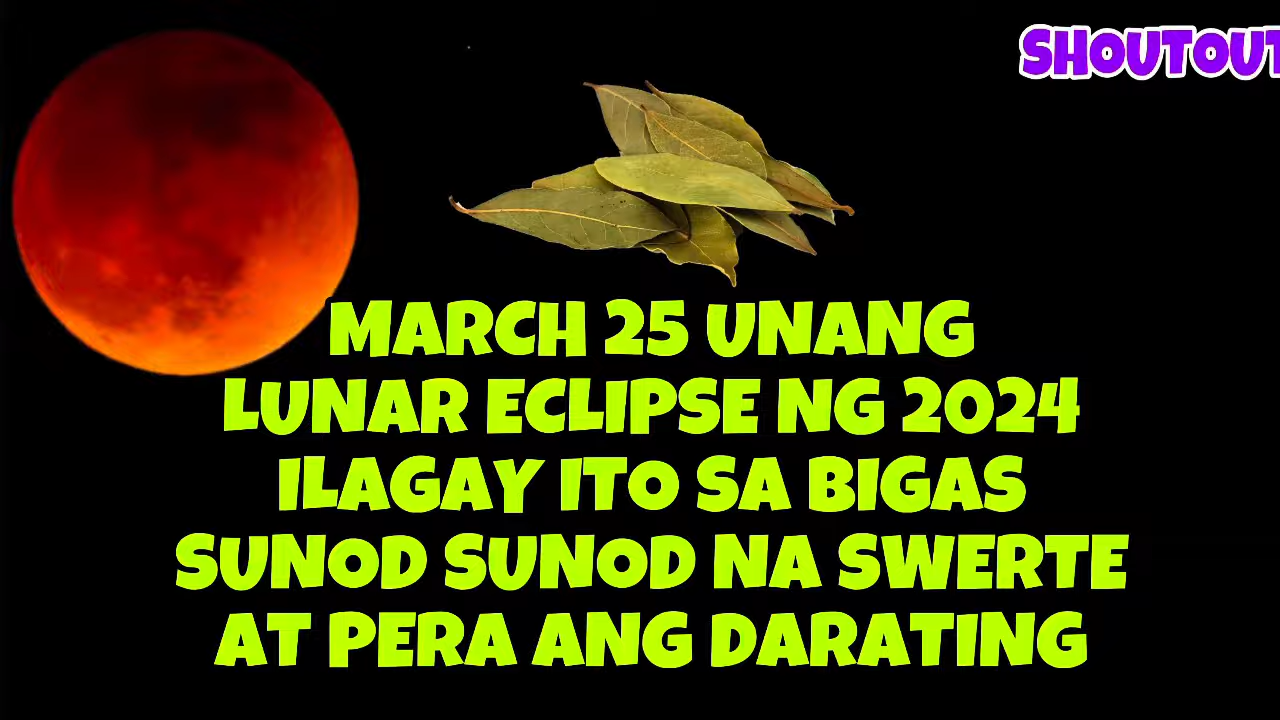 SHOUTOUT
MARCH 25 UNANG
LUNAR ECLIPSE NG 2024
ILAGAY ITO SA BIGAS
SUNOD SUNOD NA SWERTE
AT PERA ANG DARATING